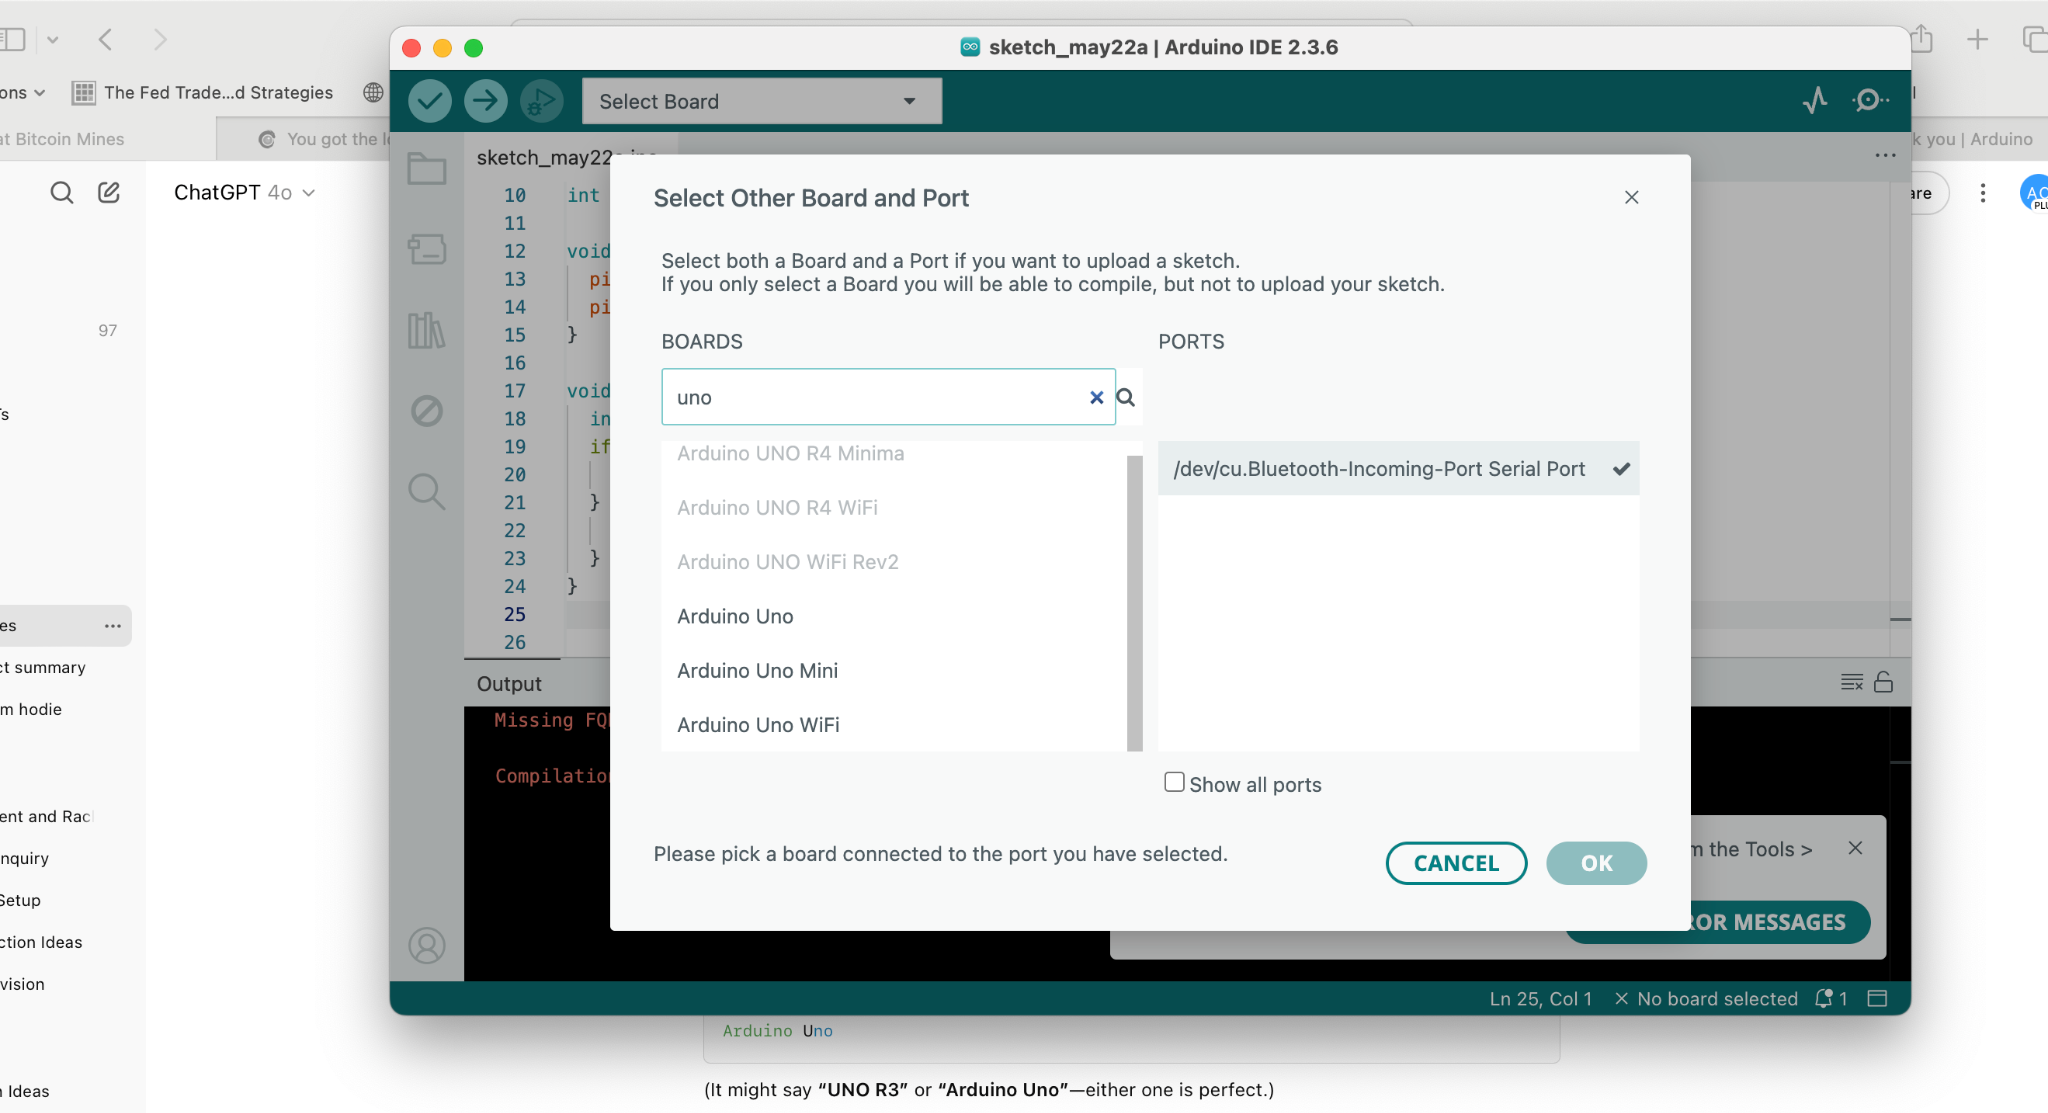 sketch_may22a | Arduino IDE 2.3.6
ons
The Fed Trade...d Strategies
at Bitcoin Mines
You got the l
k you | Arduino
Select Board
sketch_may22a.ino
ChatGPT 4o
are
PLU
97
es
ct summary
m hodie
ent and Rac
nquiry
Setup
ction Ideas
vision
n Ideas
10 int
11
12 void
13 pi
14 pi
15 }
16
17 void
18 in
19 if
20
21 }
22
23 }
24 }
25
26
Output
Missing FQ
Compilation
Select Other Board and Port
Select both a Board and a Port if you want to upload a sketch.
If you only select a Board you will be able to compile, but not to upload your sketch.
BOARDS
PORTS
uno
Arduino UNO R4 Minima
Arduino UNO R4 WiFi
Arduino UNO WiFi Rev2
Arduino Uno
Arduino Uno Mini
Arduino Uno WiFi
/dev/cu.Bluetooth-Incoming-Port Serial Port
Show all ports
Please pick a board connected to the port you have selected.
CANCEL
OK
m the Tools >
ROR MESSAGES
Ln 25, Col 1
No board selected
1
Arduino Uno
(It might say “UNO R3” or “Arduino Uno”—either one is perfect.)